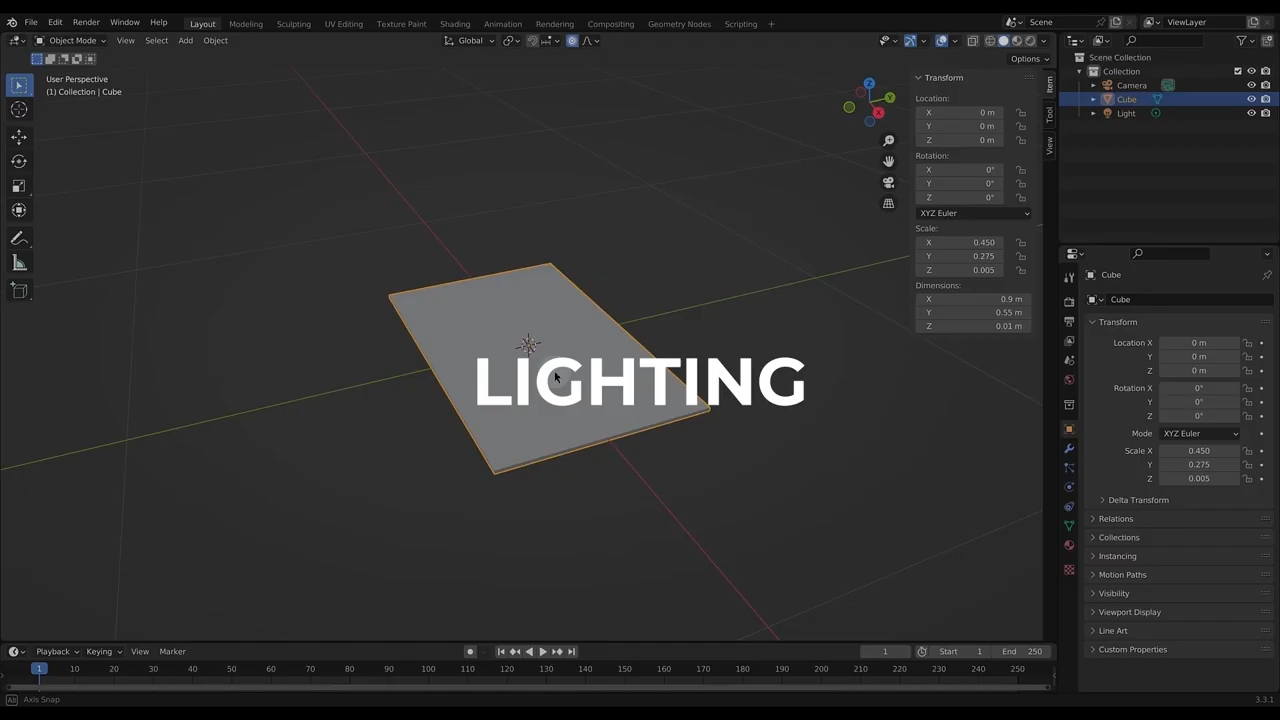 File Edit Render Window Help Layout Modeling Sculpting UV Editing Texture Paint Shading Animation Rendering Compositing Geometry Nodes Scripting + Scene ViewLayer
Object Mode View Select Add Object Global
Options
User Perspective
(1) Collection | Cube
Z
Y
X
Transform
Location:
X 0 m
Y 0 m
Z 0 m
Rotation:
X 0°
Y 0°
Z 0°
XYZ Euler
Scale:
X 0.450
Y 0.275
Z 0.005
Dimensions:
X 0.9 m
Y 0.55 m
Z 0.01 m
Item
Tool
View
LIGHTING
Scene Collection
Collection
Camera
Cube
Light
Cube
Cube
Transform
Location X 0 m
Y 0 m
Z 0 m
Rotation X 0°
Y 0°
Z 0°
Mode XYZ Euler
Scale X 0.450
Y 0.275
Z 0.005
Delta Transform
Relations
Collections
Instancing
Motion Paths
Visibility
Viewport Display
Line Art
Custom Properties
Playback Keying View Marker 1 Start 1 End 250
1 10 20 30 40 50 60 70 80 90 100 110 120 130 140 150 160 170 180 190 200 210 220 230 240 250
Alt Axis Snap 3.3.1